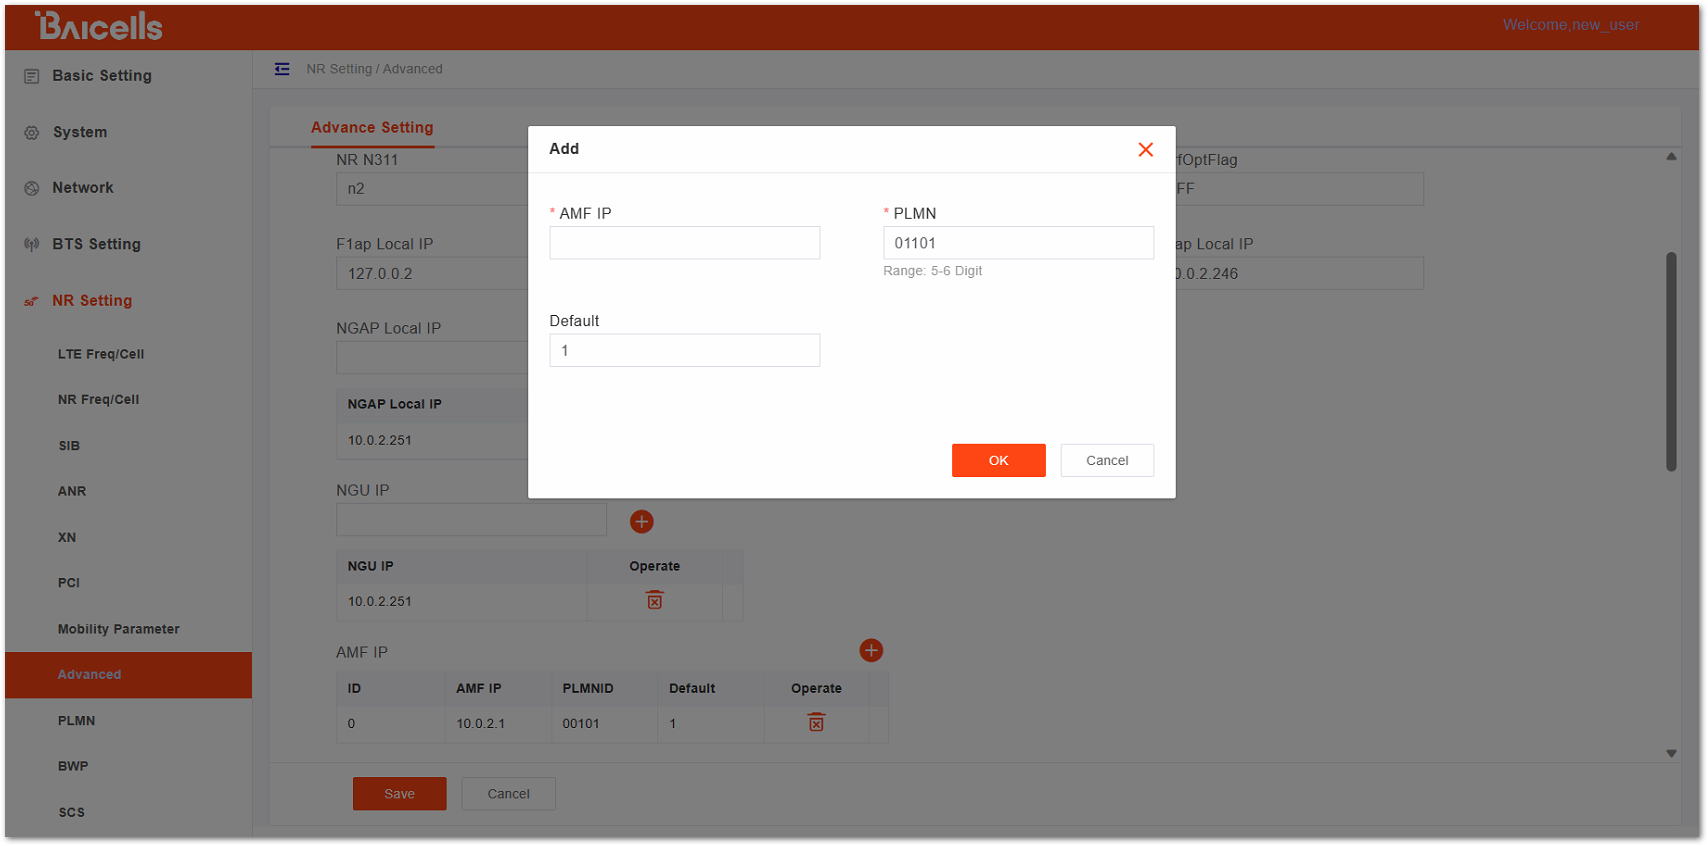 Baicells
Welcome,new_user
Basic Setting
System
Network
BTS Setting
NR Setting
LTE Freq/Cell
NR Freq/Cell
SIB
ANR
XN
PCI
Mobility Parameter
Advanced
PLMN
BWP
SCS
NR Setting / Advanced
Advance Setting
NR N311
n2
rfOptFlag
FF
F1ap Local IP
127.0.0.2
ap Local IP
0.0.2.246
NGAP Local IP
NGAP Local IP
10.0.2.251
Add
* AMF IP
* PLMN
01101
Range: 5-6 Digit
Default
1
OK
Cancel
NGU IP
NGU IP Operate
10.0.2.251
AMF IP
ID AMF IP PLMNID Default Operate
0 10.0.2.1 00101 1
Save
Cancel